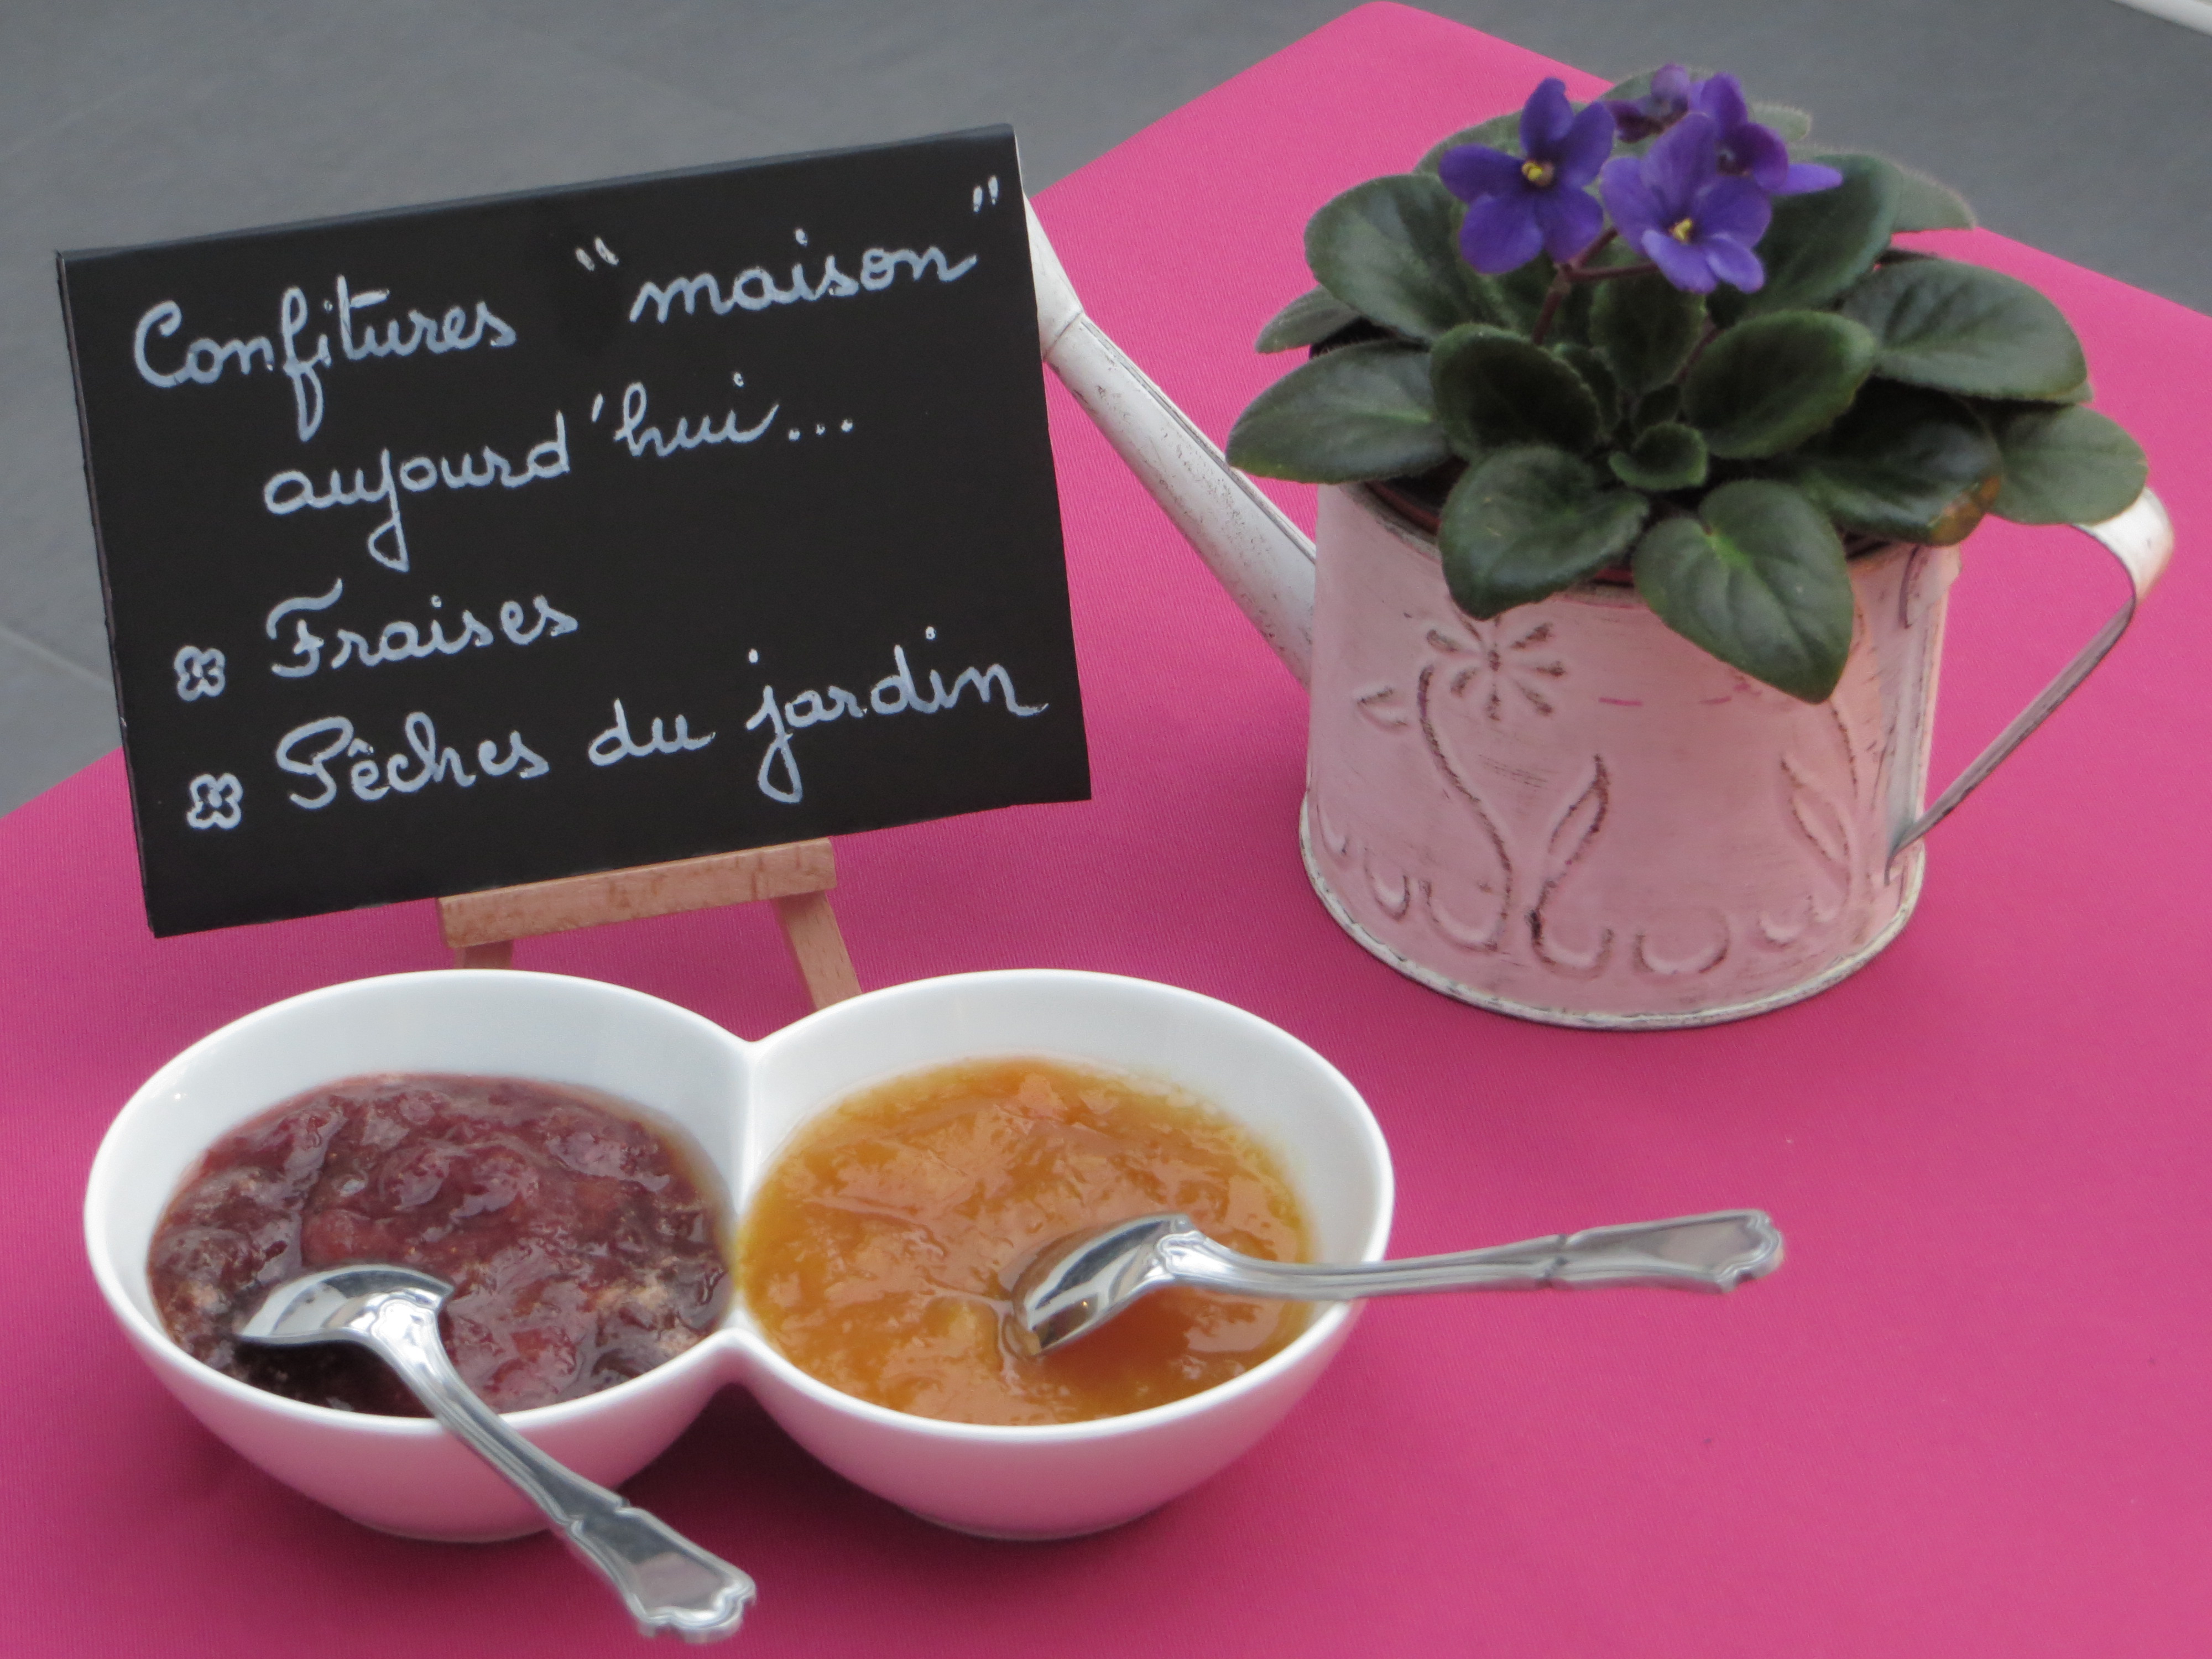 Confitures "maison"
aujourd'hui...
Fraises
Pêches du jardin